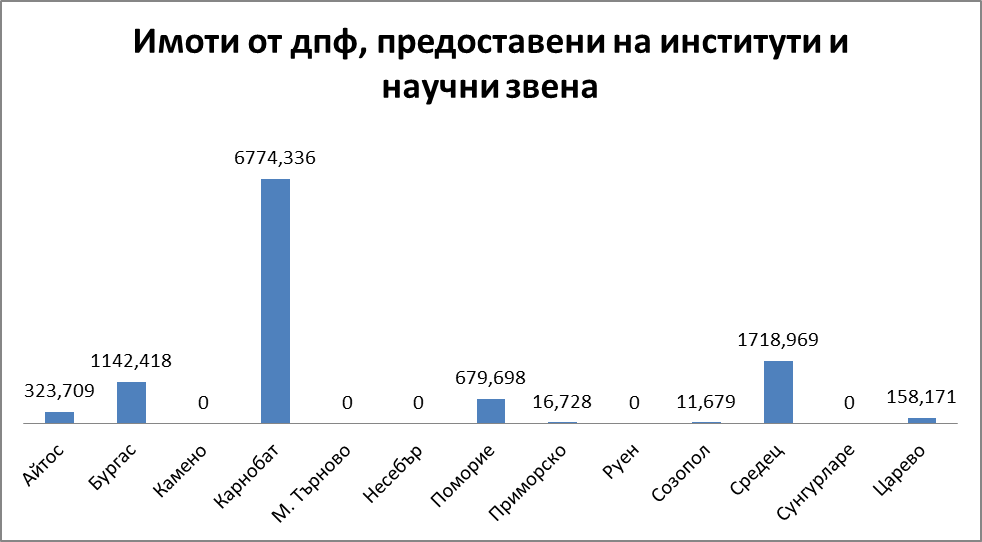 Имоти от дпф, предоставени на институти и
научни звена
6774,336
1718,969
1142,418
679,698
323,709
0
0
0
16,728
0
11,679
0
158,171
Айтос
Бургас
Камено
Карнобат
М. Търново
Несебър
Поморие
Приморско
Руен
Созопол
Средец
Сунгурларе
Царево